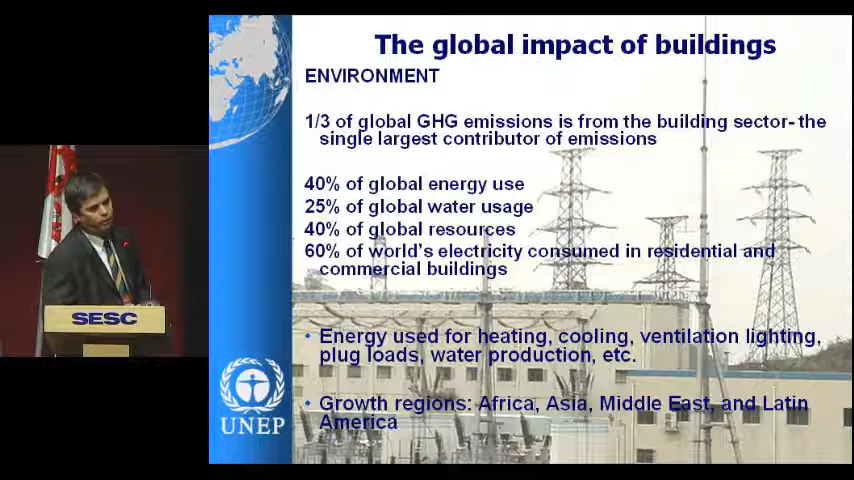 The global impact of buildings
ENVIRONMENT
1/3 of global GHG emissions is from the building sector- the
single largest contributor of emissions
40% of global energy use
25% of global water usage
40% of global resources
60% of world's electricity consumed in residential and
commercial buildings
• Energy used for heating, cooling, ventilation lighting,
plug loads, water production, etc.
• Growth regions: Africa, Asia, Middle East, and Latin
America
UNEP
SESC